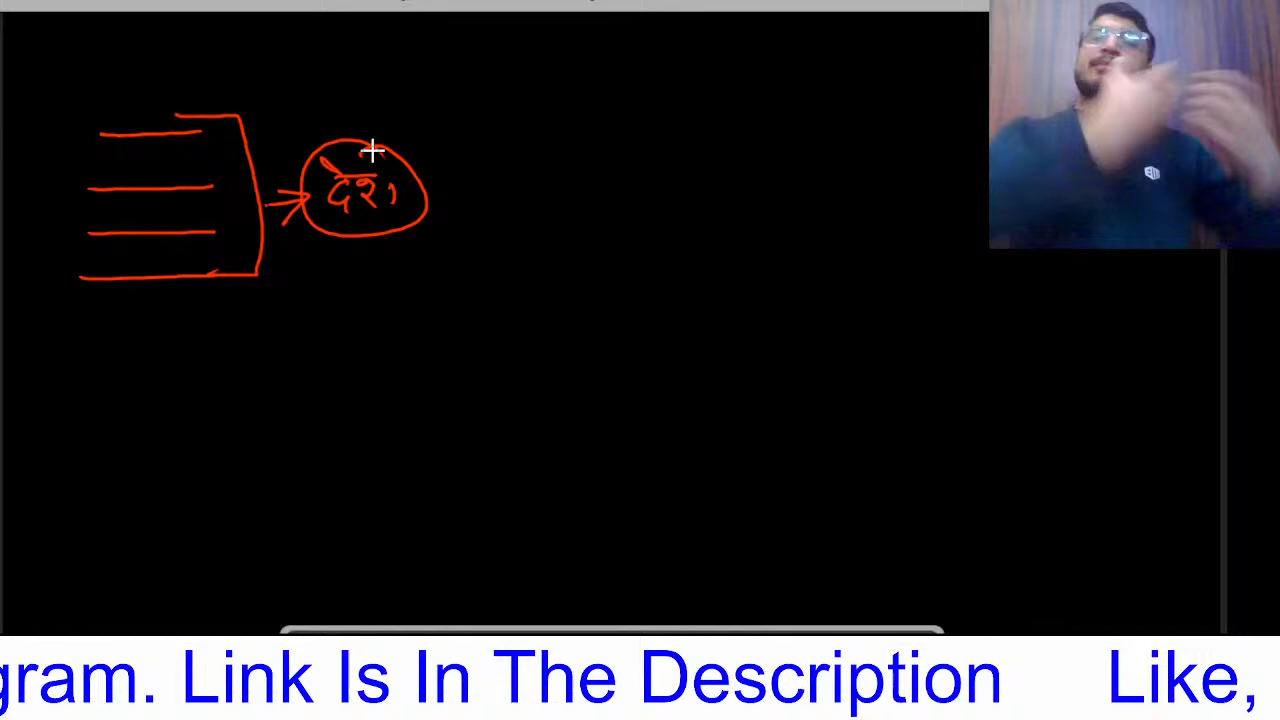 देश
gram. Link Is In The Description Like,